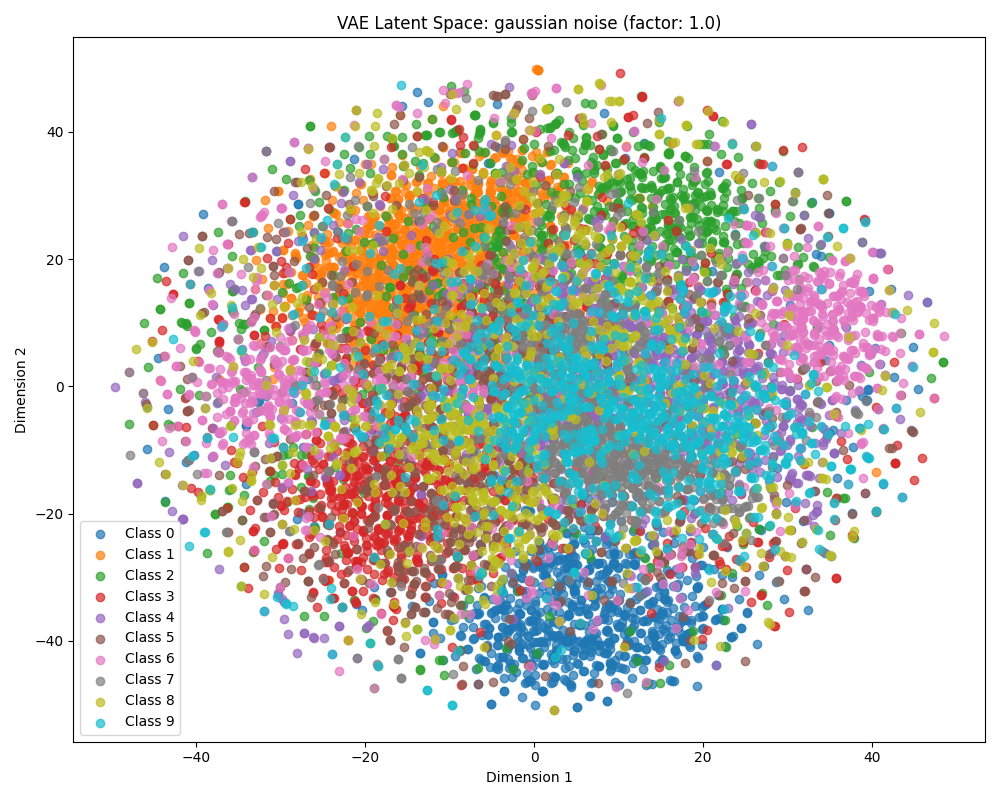 VAE Latent Space: gaussian noise (factor: 1.0)
40
20
0
−20
−40
Dimension 2
Class 0
Class 1
Class 2
Class 3
Class 4
Class 5
Class 6
Class 7
Class 8
Class 9
−40 −20 0 20 40
Dimension 1